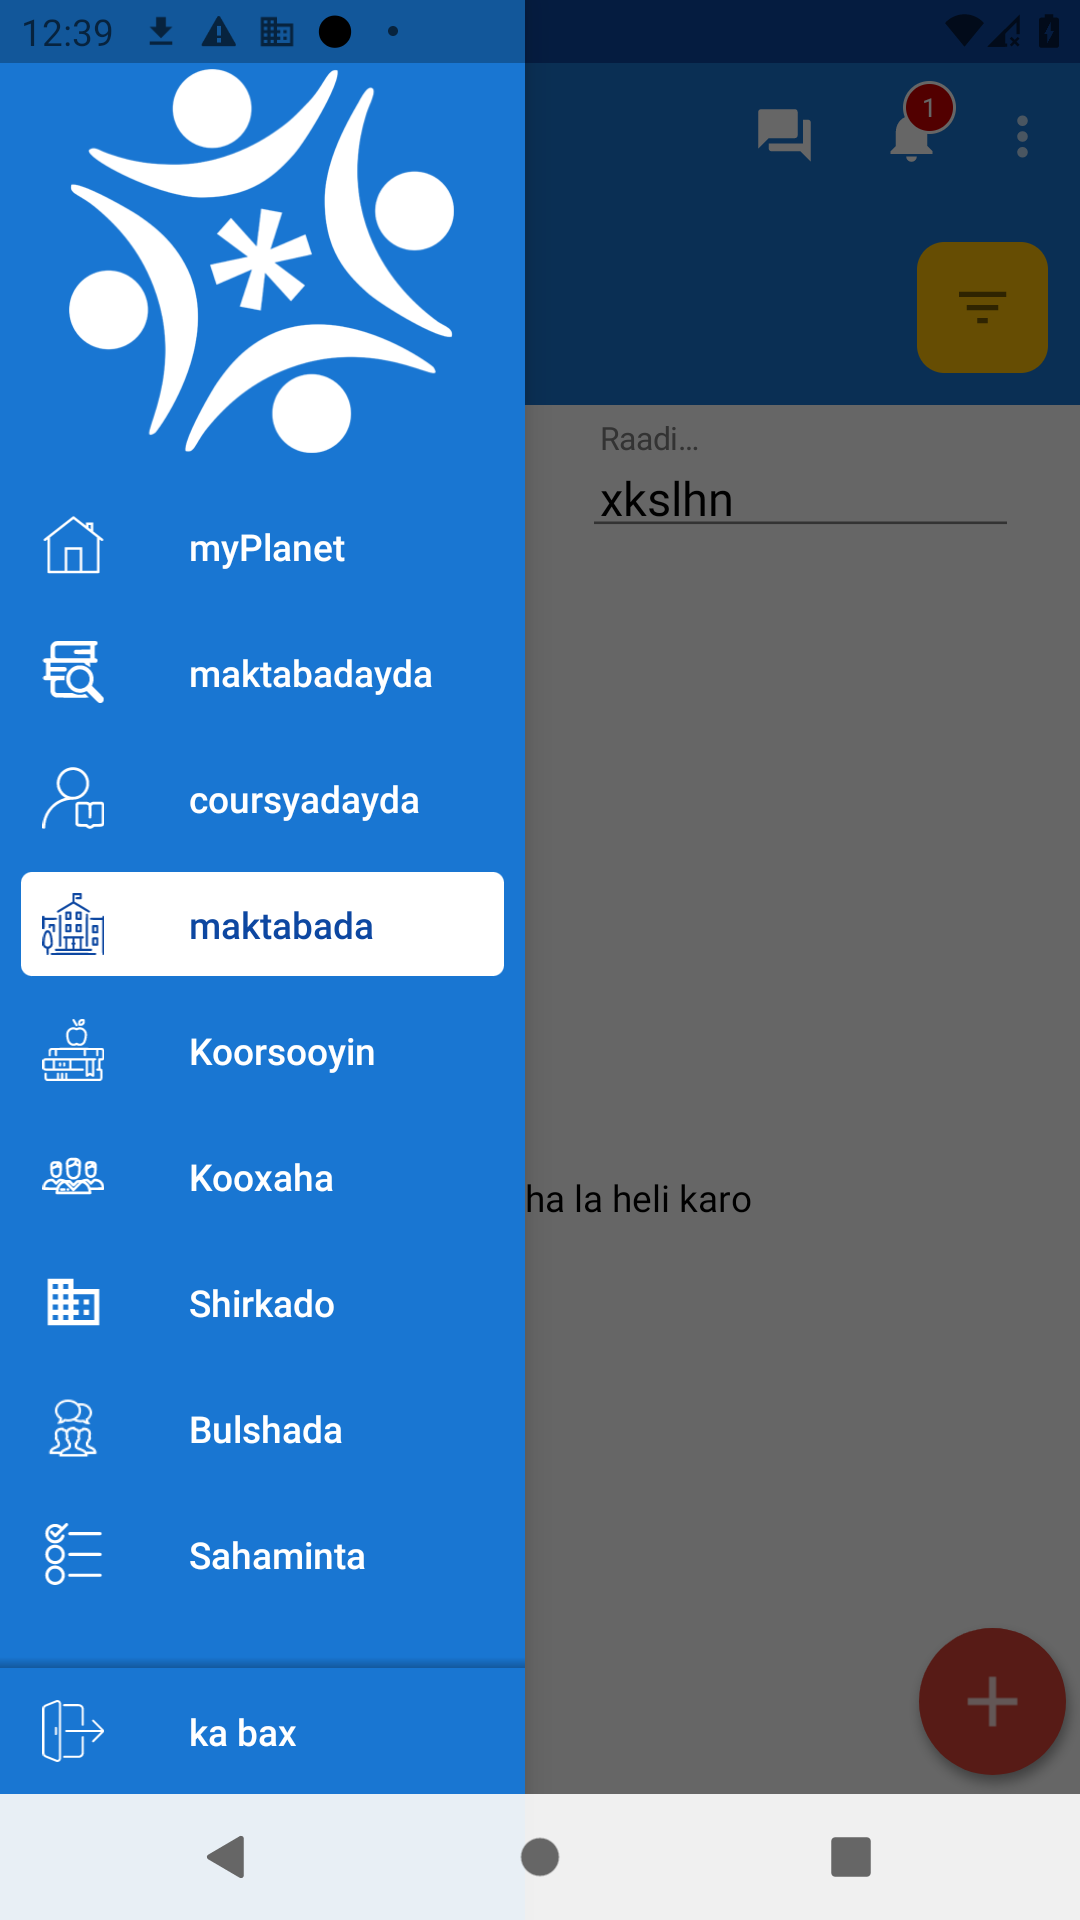 12:39
1
Raadi...
xkslhn
myPlanet
maktabadayda
coursyadayda
maktabada
Koorsooyin
Kooxaha
ha la heli karo
Shirkado
Bulshada
Sahaminta
ka bax